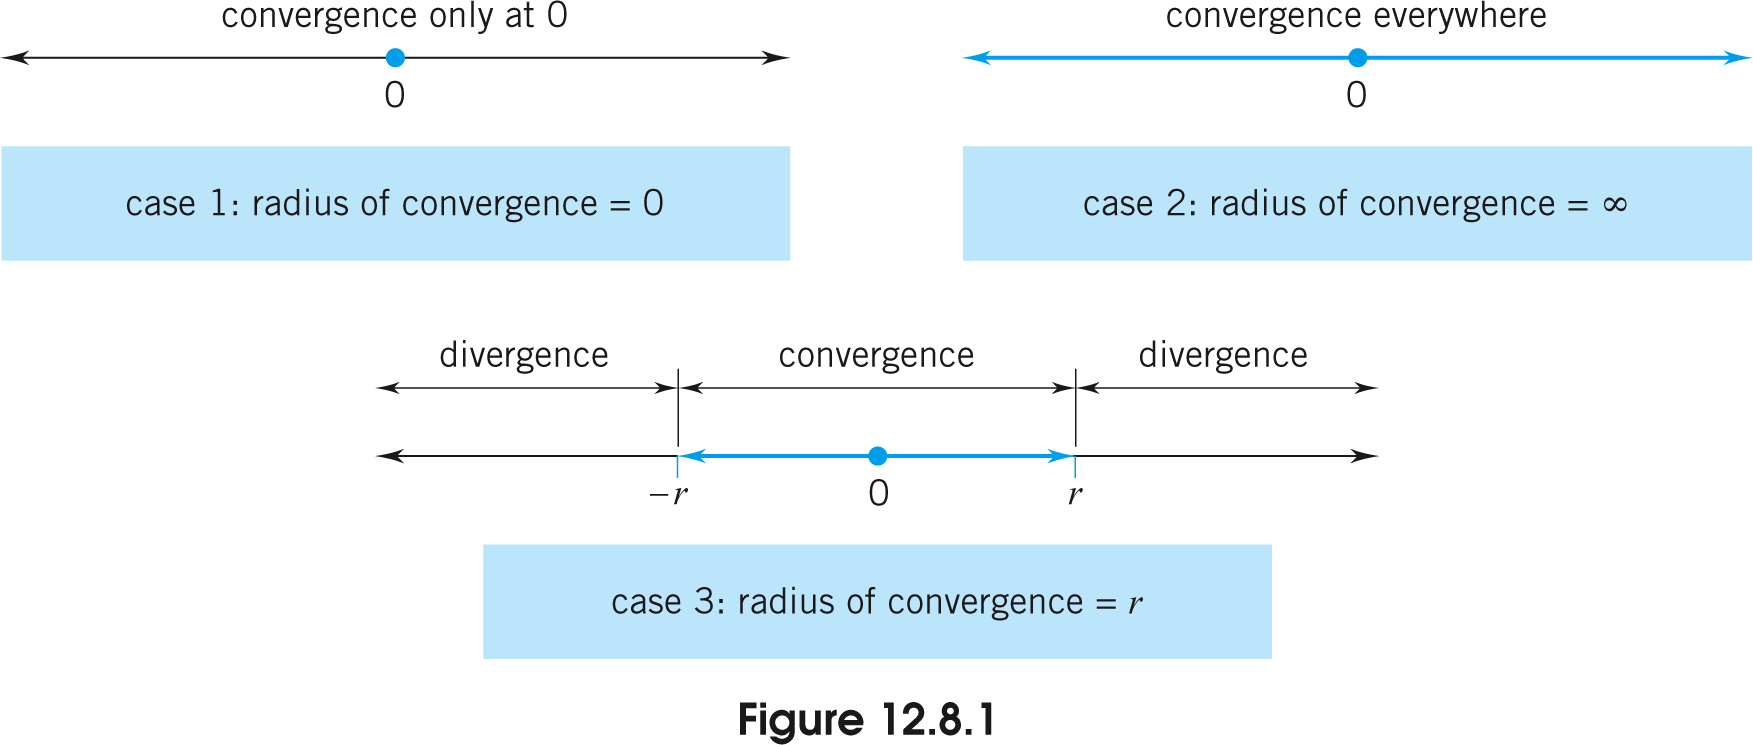 convergence only at 0
convergence everywhere
0
0
case 1: radius of convergence = 0
case 2: radius of convergence = ∞
divergence
convergence
divergence
−r
0
r
case 3: radius of convergence = r
Figure 12.8.1